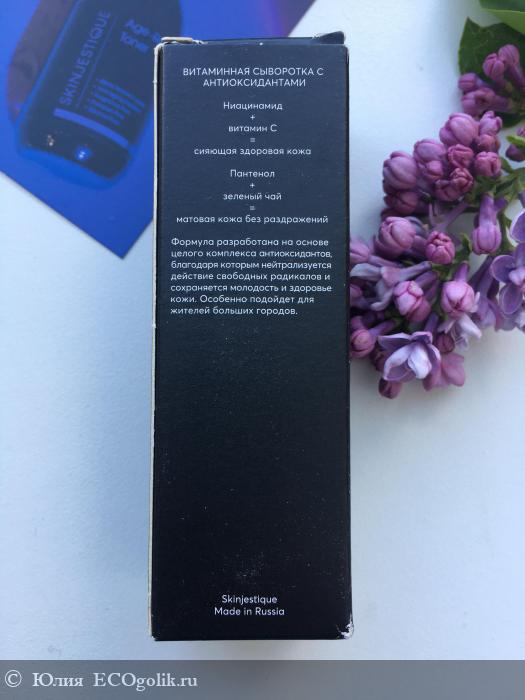 SKINJESTIQUE
Toner
ВИТАМИННАЯ СЫВОРОТКА С
АНТИОКСИДАНТАМИ
Ниацинамид
+
витамин С
=
сияющая здоровая кожа
Пантенол
+
зеленый чай
=
матовая кожа без раздражений
Формула разработана на основе
целого комплекса антиоксидантов,
благодаря которым нейтрализуется
действие свободных радикалов и
сохраняется молодость и здоровье
кожи. Особенно подойдет для
жителей больших городов.
Skinjestique
Made in Russia
© Юлия ECOgolik.ru